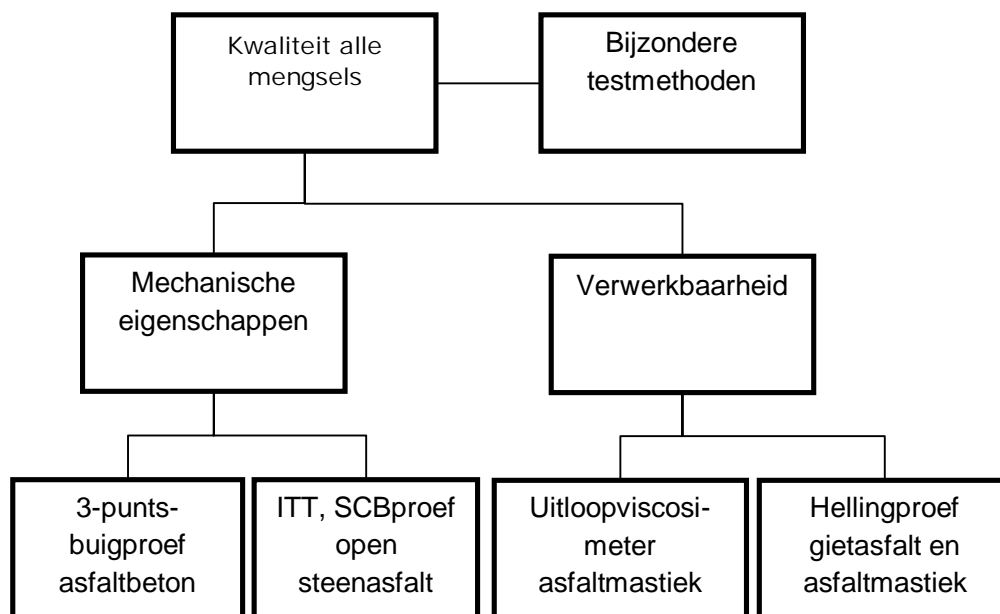 Kwaliteit alle
mengsels
Bijzondere
testmethoden
Mechanische
eigenschappen
Verwerkbaarheid
3-punts-
buigproef
asfaltbeton
ITT, SCBproef
open
steenasfalt
Uitloopviscosi-
meter
asfaltmastiek
Hellingproef
gietasfalt en
asfaltmastiek